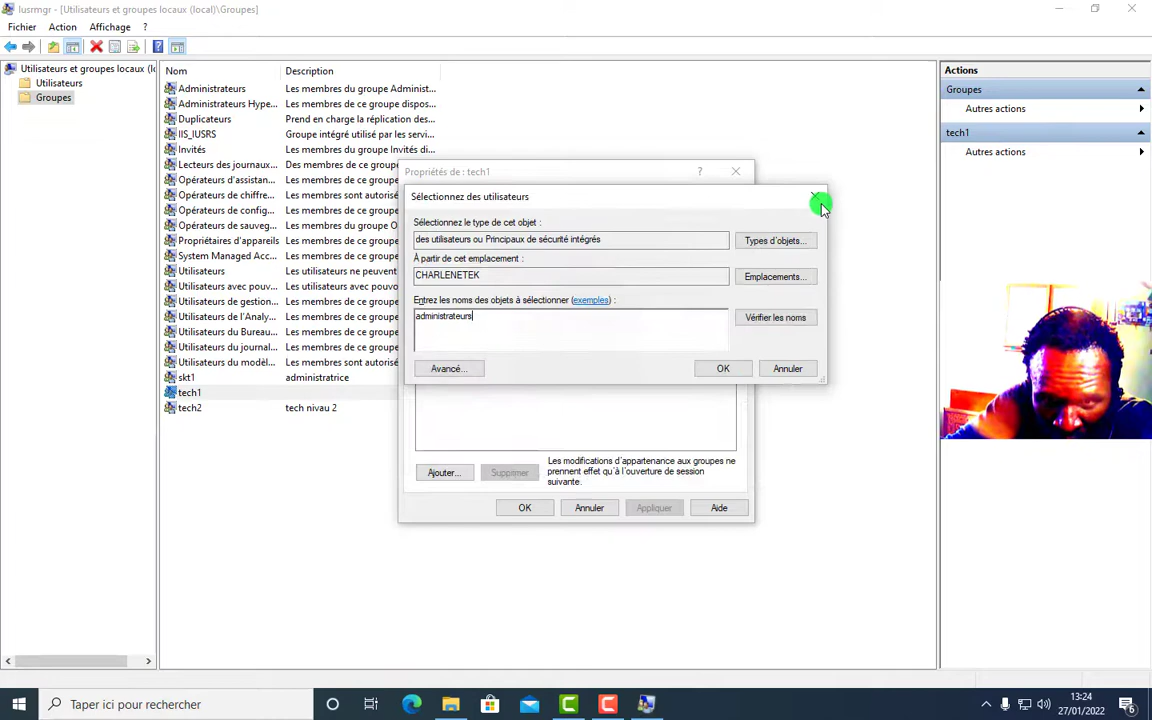 lusrmgr - [Utilisateurs et groupes locaux (local)\Groupes]
Fichier Action Affichage ?
Utilisateurs et groupes locaux (lo
Utilisateurs
Groupes
Nom Description
Administrateurs Les membres du groupe Administ...
Administrateurs Hype... Les membres de ce groupe dispos...
Duplicateurs Prend en charge la réplication des...
IIS_IUSRS Groupe intégré utilisé par les servi...
Invités Les membres du groupe Invités di...
Lecteurs des journaux... Des membres de ce groupe
Opérateurs d'assistan... Les membres de ce groupe
Opérateurs de chiffre... Les membres sont autorisé
Opérateurs de config... Les membres de ce groupe
Opérateurs de sauveg... Les membres du groupe O
Propriétaires d'appareils Les membres de ce groupe
System Managed Acc... Les membres de ce groupe
Utilisateurs Les utilisateurs ne peuvent
Utilisateurs avec pouv... Les utilisateurs avec pouvo
Utilisateurs de gestion... Les membres de ce groupe
Utilisateurs de l'Analy... Les membres de ce groupe
Utilisateurs du Bureau... Les membres de ce groupe
Utilisateurs du journal... Les membres de ce groupe
Utilisateurs du modèl... Les membres sont autorisé
skt1 administratrice
tech1
tech2 tech nivau 2
Propriétés de : tech1 ?
Sélectionnez des utilisateurs
Sélectionnez le type de cet objet :
des utilisateurs ou Principaux de sécurité intégrés Types d'objets...
À partir de cet emplacement :
CHARLENETEK Emplacements...
Entrez les noms des objets à sélectionner (exemples) :
administrateurs Vérifier les noms
Avancé... OK Annuler
Ajouter... Supprimer
Les modifications d'appartenance aux groupes ne
prennent effet qu'à l'ouverture de session
suivante.
OK Annuler Appliquer Aide
Actions
Groupes
Autres actions
tech1
Autres actions
Taper ici pour rechercher
13:24
27/01/2022
6